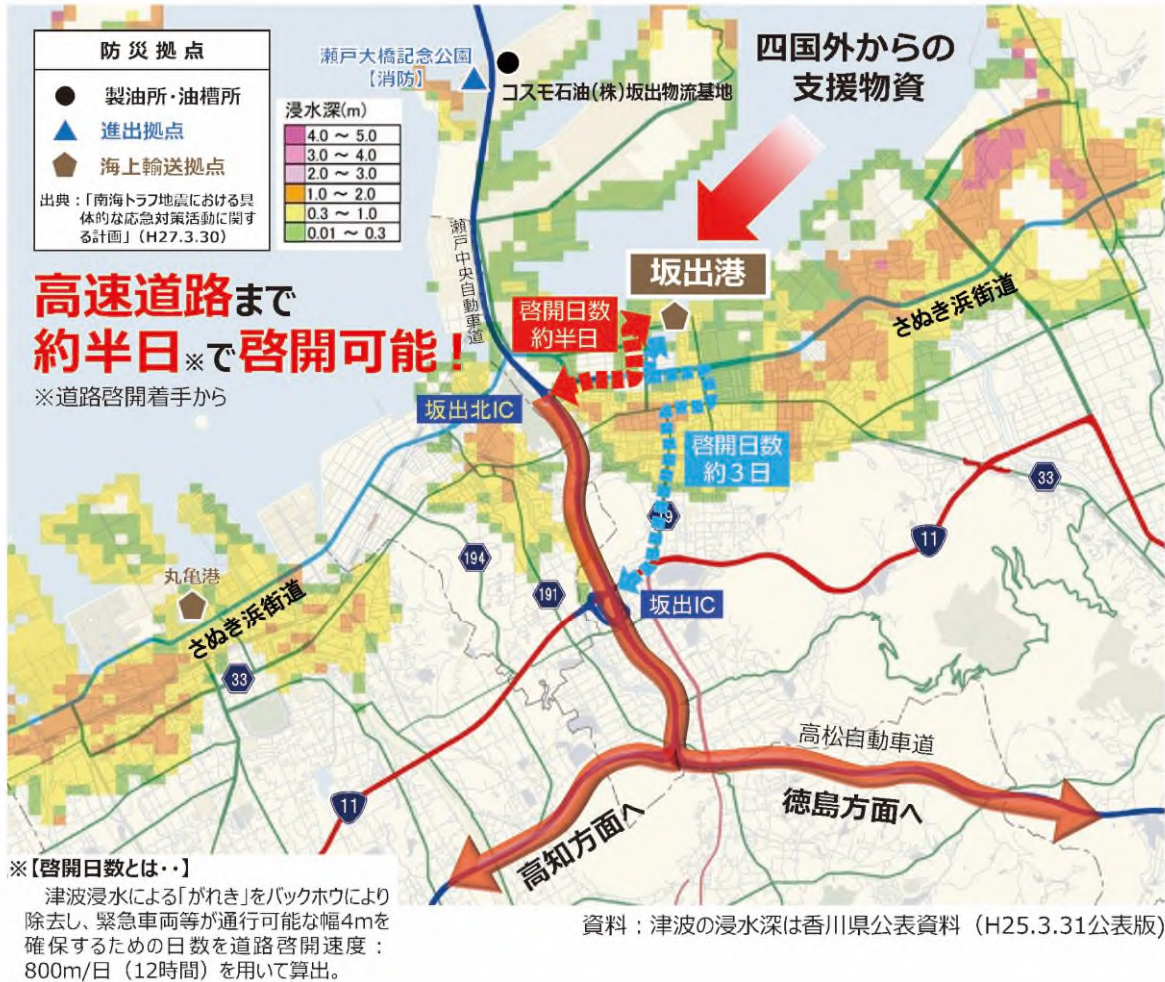 防災拠点
製油所・油槽所
進出拠点
海上輸送拠点
出典：「南海トラフ地震における具
体的な応急対策活動に関す
る計画」（H27.3.30）
瀬戸大橋記念公園
【消防】
コスモ石油(株)坂出物流基地
浸水深(m)
4.0 ～ 5.0
3.0 ～ 4.0
2.0 ～ 3.0
1.0 ～ 2.0
0.3 ～ 1.0
0.01 ～ 0.3
四国外からの
支援物資
瀬戸中央自動車道
坂出港
さぬき浜街道
高速道路まで
約半日※で啓開可能！
※道路啓開着手から
啓開日数
約半日
坂出北IC
啓開日数
約３日
33
11
194
191
坂出IC
丸亀港
さぬき浜街道
33
11
高松自動車道
徳島方面へ
高知方面へ
※【啓開日数とは‥】
津波浸水による「がれき」をバックホウにより
除去し、緊急車両等が通行可能な幅4mを
確保するための日数を道路啓開速度：
800m/日（12時間）を用いて算出。
資料：津波の浸水深は香川県公表資料（H25.3.31公表版)